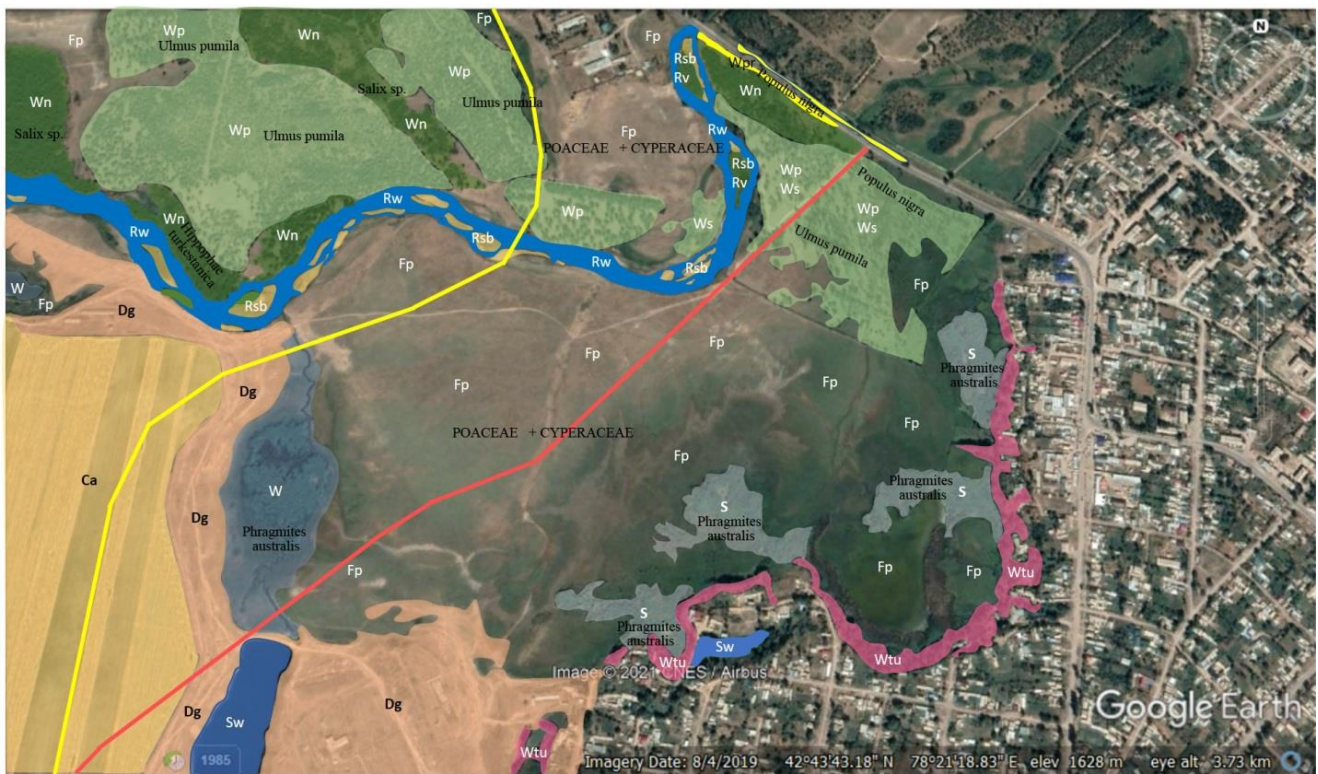 Fp
Wp
Ulmus pumila
Wn
Fp
Wp
Ulmus pumila
Salix sp.
Wn
Wn
Salix sp.
Wp
Ulmus pumila
Fp
Rsb
Rv
Wpr
Populus nigra
Wn
N
Fp
POACEAE + CYPERACEAE
Rw
Rsb
Rv
Wp
Ws
Populus nigra
Wp
Ws
Ulmus pumila
Wn
Hippophae
turkestanica
Wn
Rw
Rw
Rsb
Wp
Ws
Rw
Rsb
Fp
Rsb
W
Fp
Dg
Fp
Fp
Fp
Fp
Fp
S
Phragmites
australis
Dg
Fp
POACEAE + CYPERACEAE
Fp
Ca
Dg
W
Phragmites
australis
S
Phragmites
australis
Phragmites
australis
S
Fp
Fp
Fp
Wtu
S
Phragmites
australis
Wtu
Sw
Wtu
Image © 2021 CNES / Airbus
Dg
Sw
Dg
Wtu
Google Earth
1985
Imagery Date: 8/4/2019 42°43'43.18" N 78°21'18.83" E elev 1628 m eye alt 3.73 km